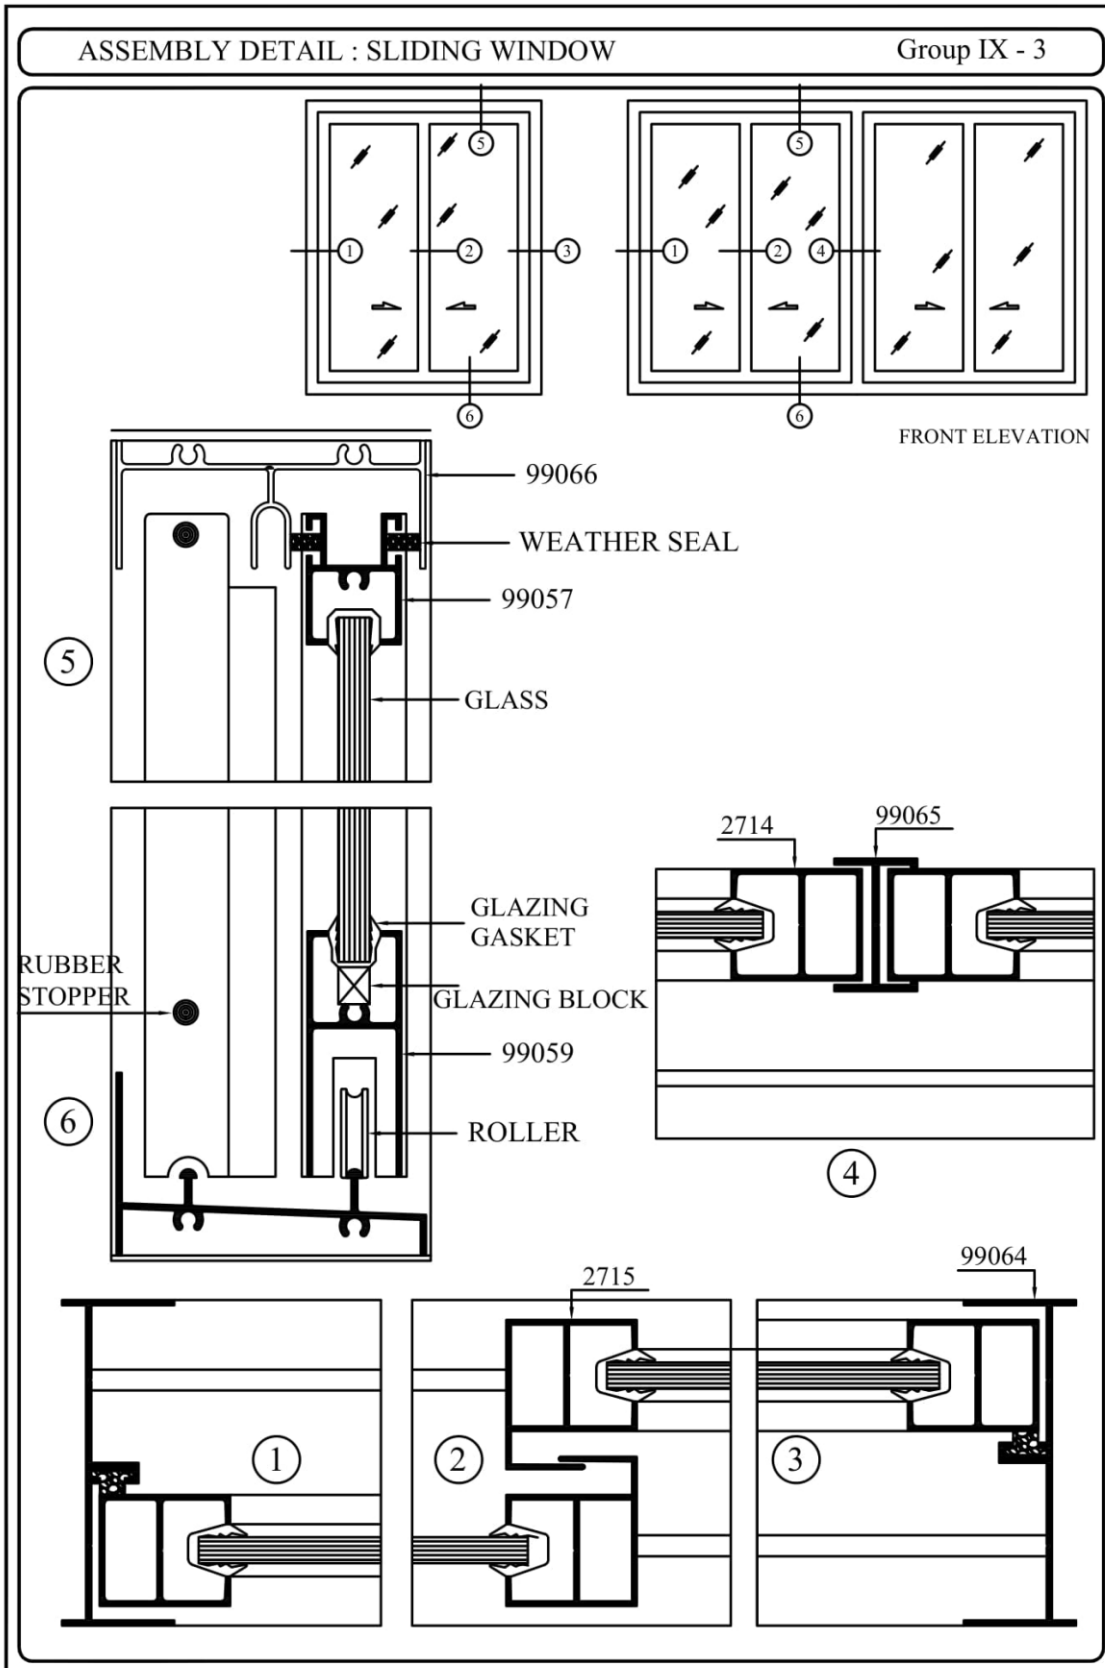 ASSEMBLY DETAIL : SLIDING WINDOW
Group IX - 3
5
5
1
2
3
1
2
4
6
6
FRONT ELEVATION
99066
WEATHER SEAL
99057
5
GLASS
2714
99065
GLAZING
GASKET
RUBBER
STOPPER
GLAZING BLOCK
99059
6
ROLLER
4
2715
99064
1
2
3